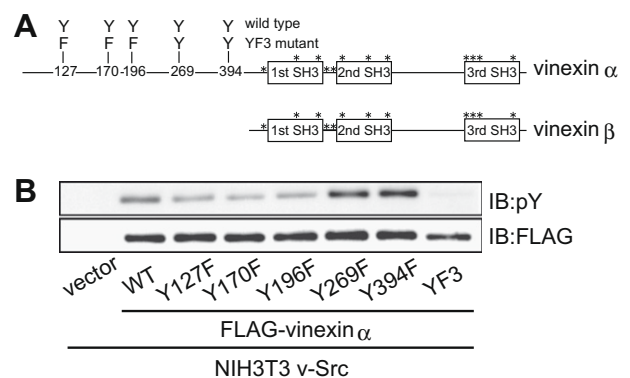 A
Y Y Y Y Y wild type
F F F Y Y YF3 mutant
127 170 196 269 394 * 1st SH3 * * ** 2nd SH3 * * * 3rd SH3 *** * vinexin α
* 1st SH3 * * ** 2nd SH3 * * * 3rd SH3 *** * vinexin β
B
IB:pY
IB:FLAG
vector WT Y127F Y170F Y196F Y269F Y394F YF3
FLAG-vinexin α
NIH3T3 v-Src